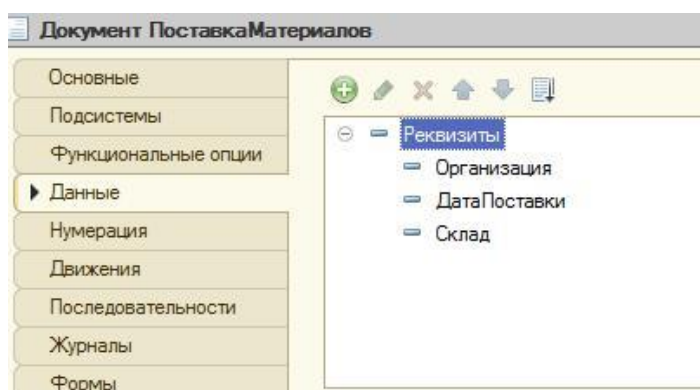 Документ ПоставкаМатериалов
Основные
Подсистемы
Функциональные опции
Данные
Нумерация
Движения
Последовательности
Журналы
Формы
Реквизиты
Организация
ДатаПоставки
Склад